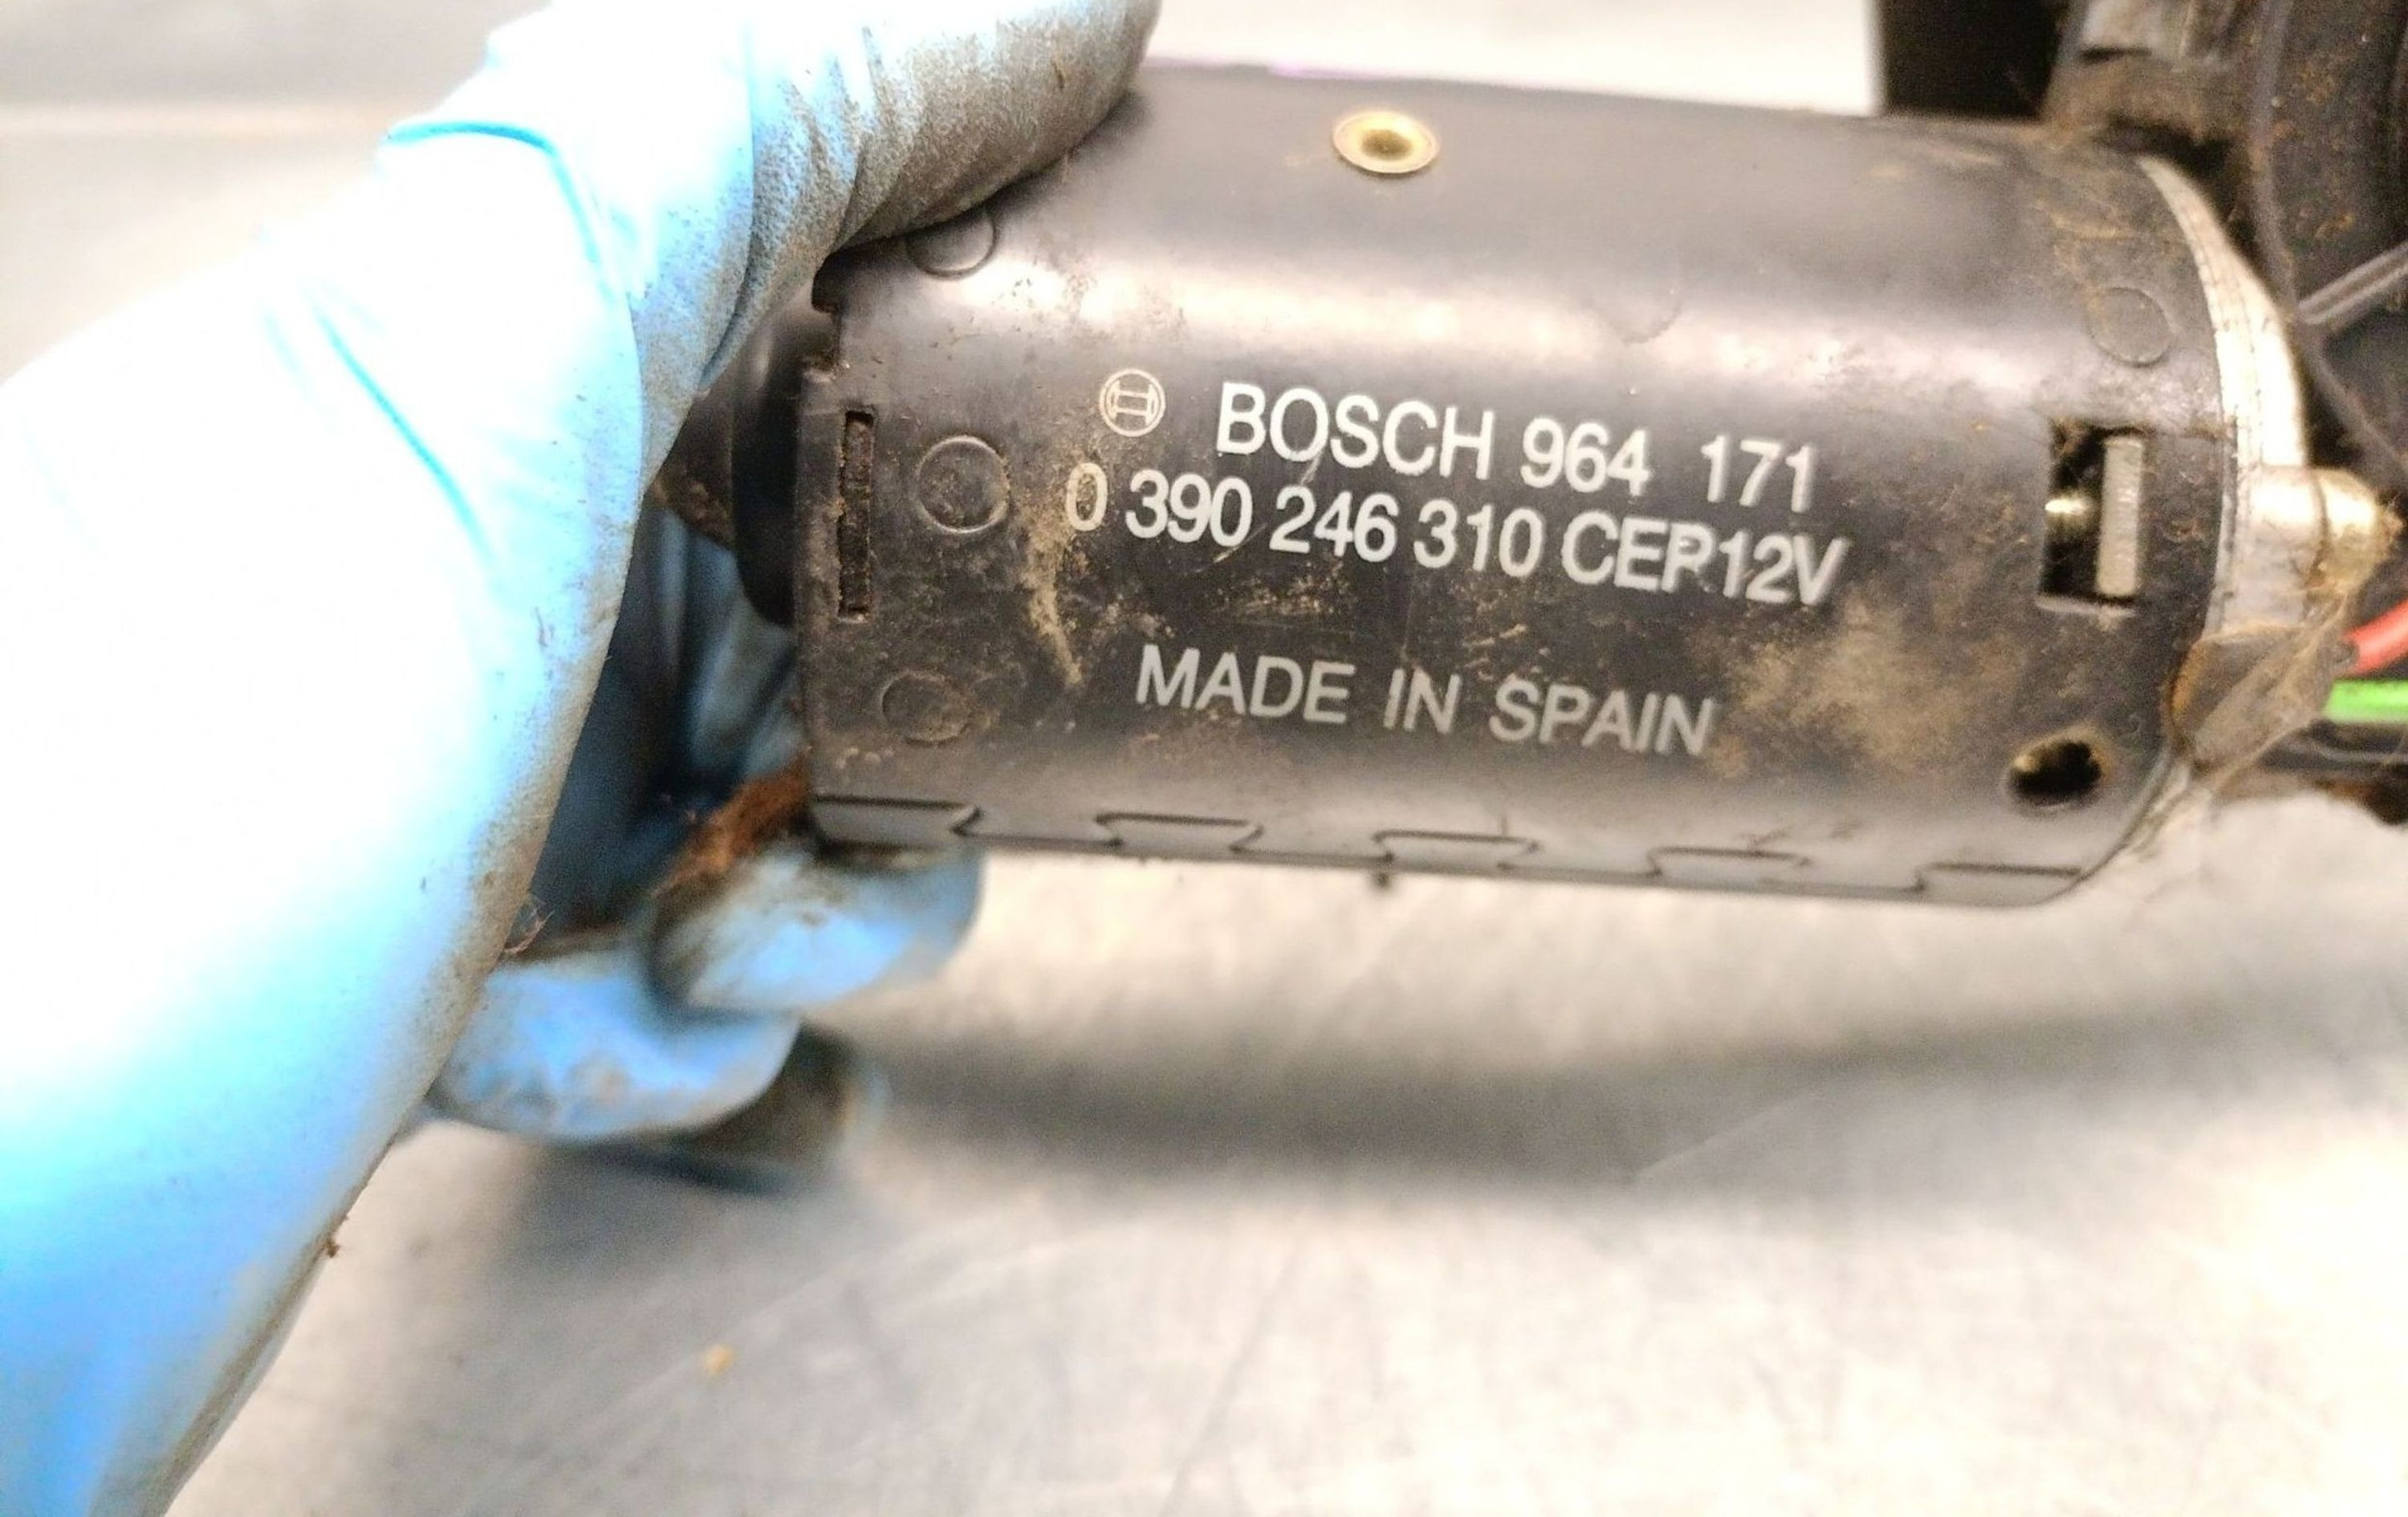 BOSCH 964 171
0 390 246 310 CEP12V
MADE IN SPAIN